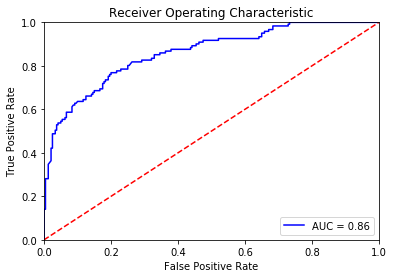 Receiver Operating Characteristic
1.0
0.8
0.6
0.4
0.2
0.0
True Positive Rate
AUC = 0.86
0.0 0.2 0.4 0.6 0.8 1.0
False Positive Rate